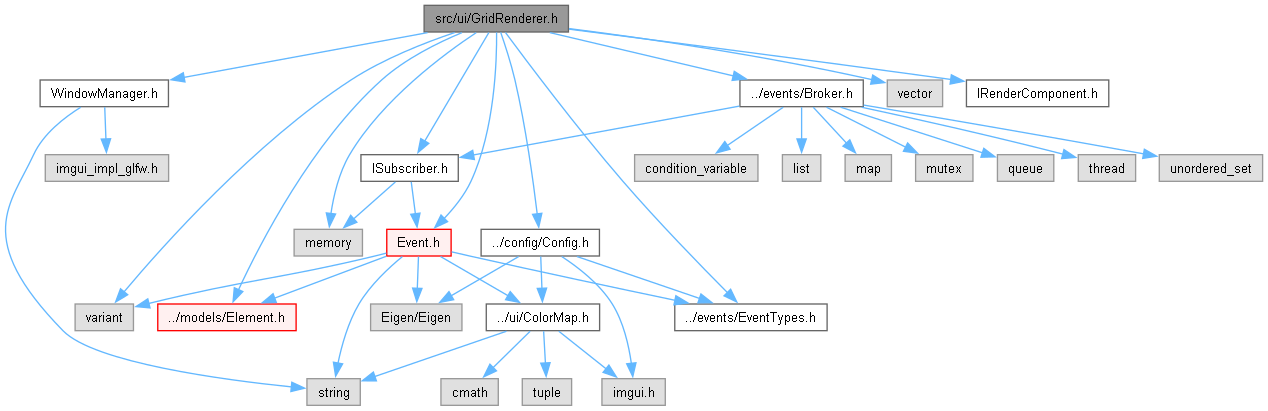 src/ui/GridRenderer.h
WindowManager.h
../events/Broker.h
vector
IRenderComponent.h
imgui_impl_glfw.h
ISubscriber.h
condition_variable
list
map
mutex
queue
thread
unordered_set
memory
Event.h
../config/Config.h
variant
../models/Element.h
Eigen/Eigen
../ui/ColorMap.h
../events/EventTypes.h
string
cmath
tuple
imgui.h